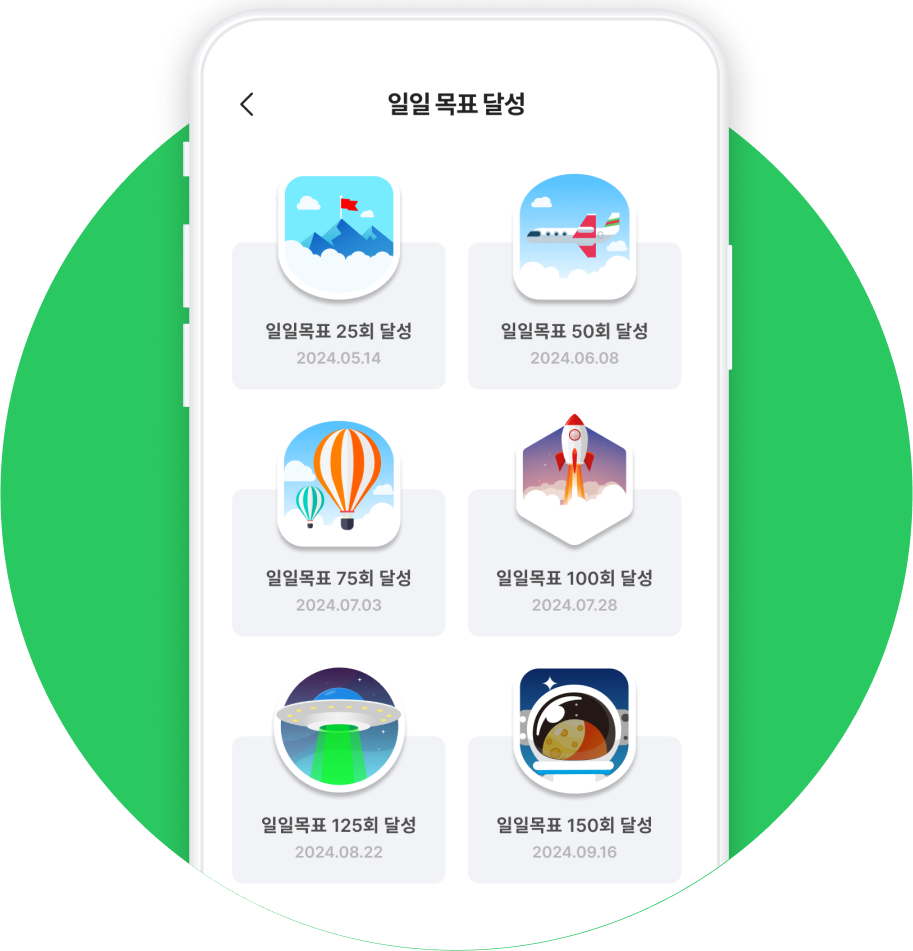 일일 목표 달성
일일목표 25회 달성
2024.05.14
일일목표 50회 달성
2024.06.08
일일목표 75회 달성
2024.07.03
일일목표 100회 달성
2024.07.28
일일목표 125회 달성
2024.08.22
일일목표 150회 달성
2024.09.16